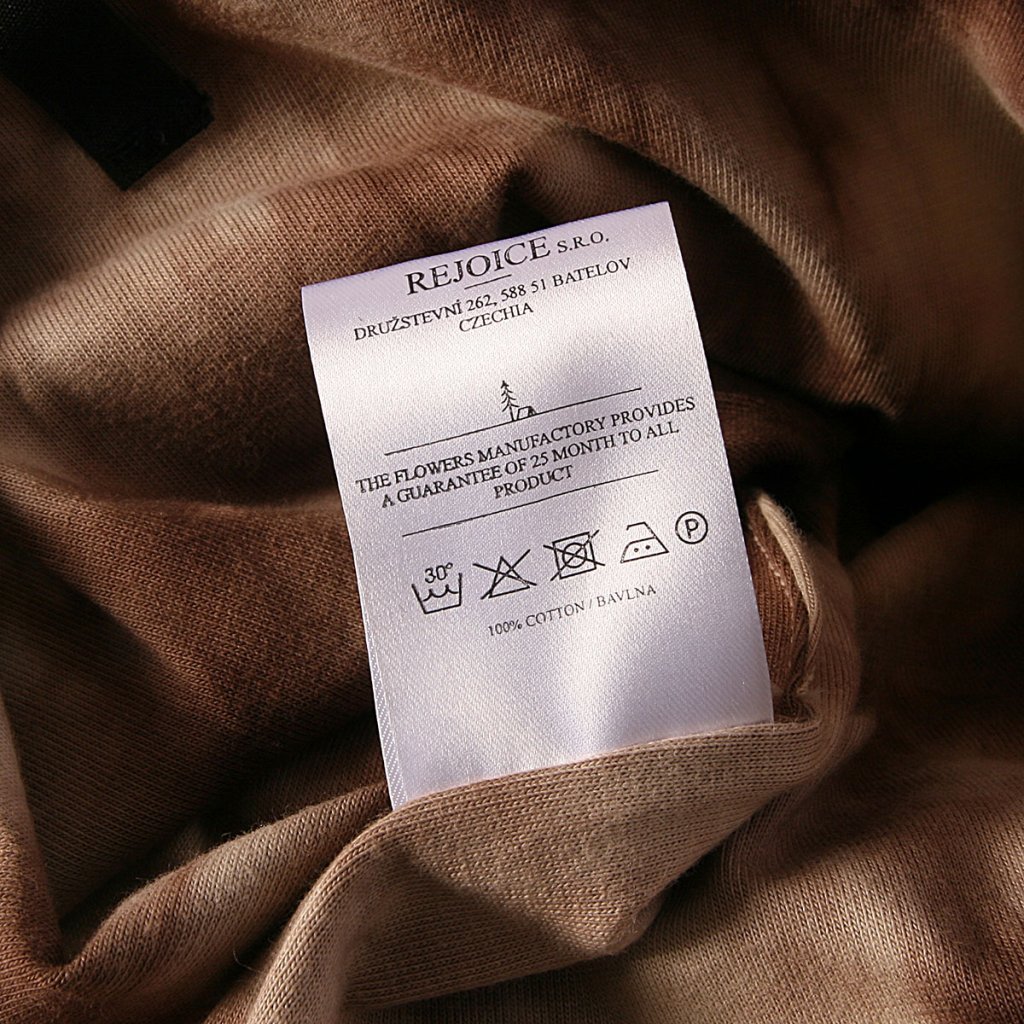 REJOICE S.R.O.
DRUŽSTEVNÍ 262, 588 51 BATELOV
CZECHIA
THE FLOWERS MANUFACTORY PROVIDES
A GUARANTEE OF 25 MONTH TO ALL
PRODUCT
30°
P
100% COTTON / BAVLNA